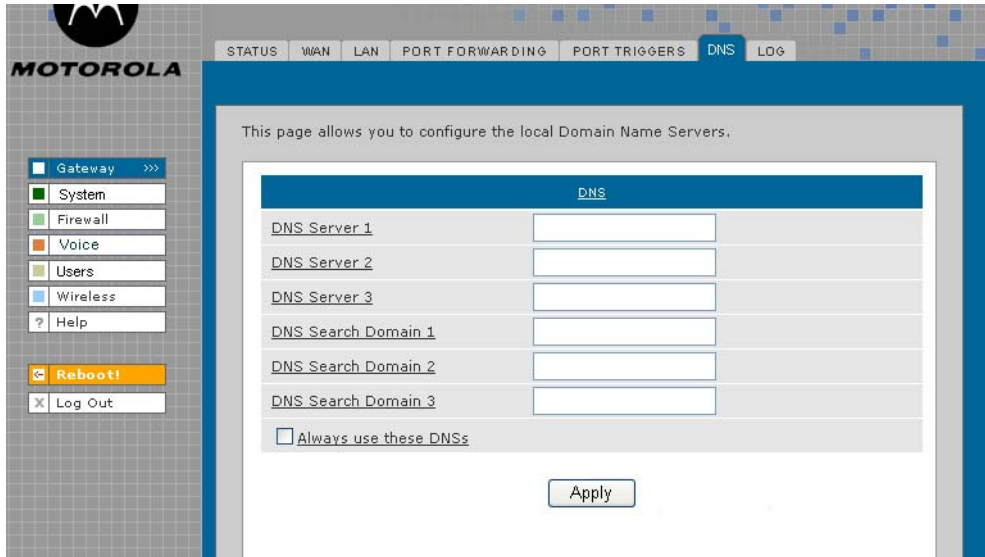 MOTOROLA
STATUS WAN LAN PORT FORWARDING PORT TRIGGERS DNS LOG
This page allows you to configure the local Domain Name Servers.
Gateway >>>
System
Firewall
Voice
Users
Wireless
? Help
Reboot!
X Log Out
DNS
DNS Server 1
DNS Server 2
DNS Server 3
DNS Search Domain 1
DNS Search Domain 2
DNS Search Domain 3
Always use these DNSs
Apply